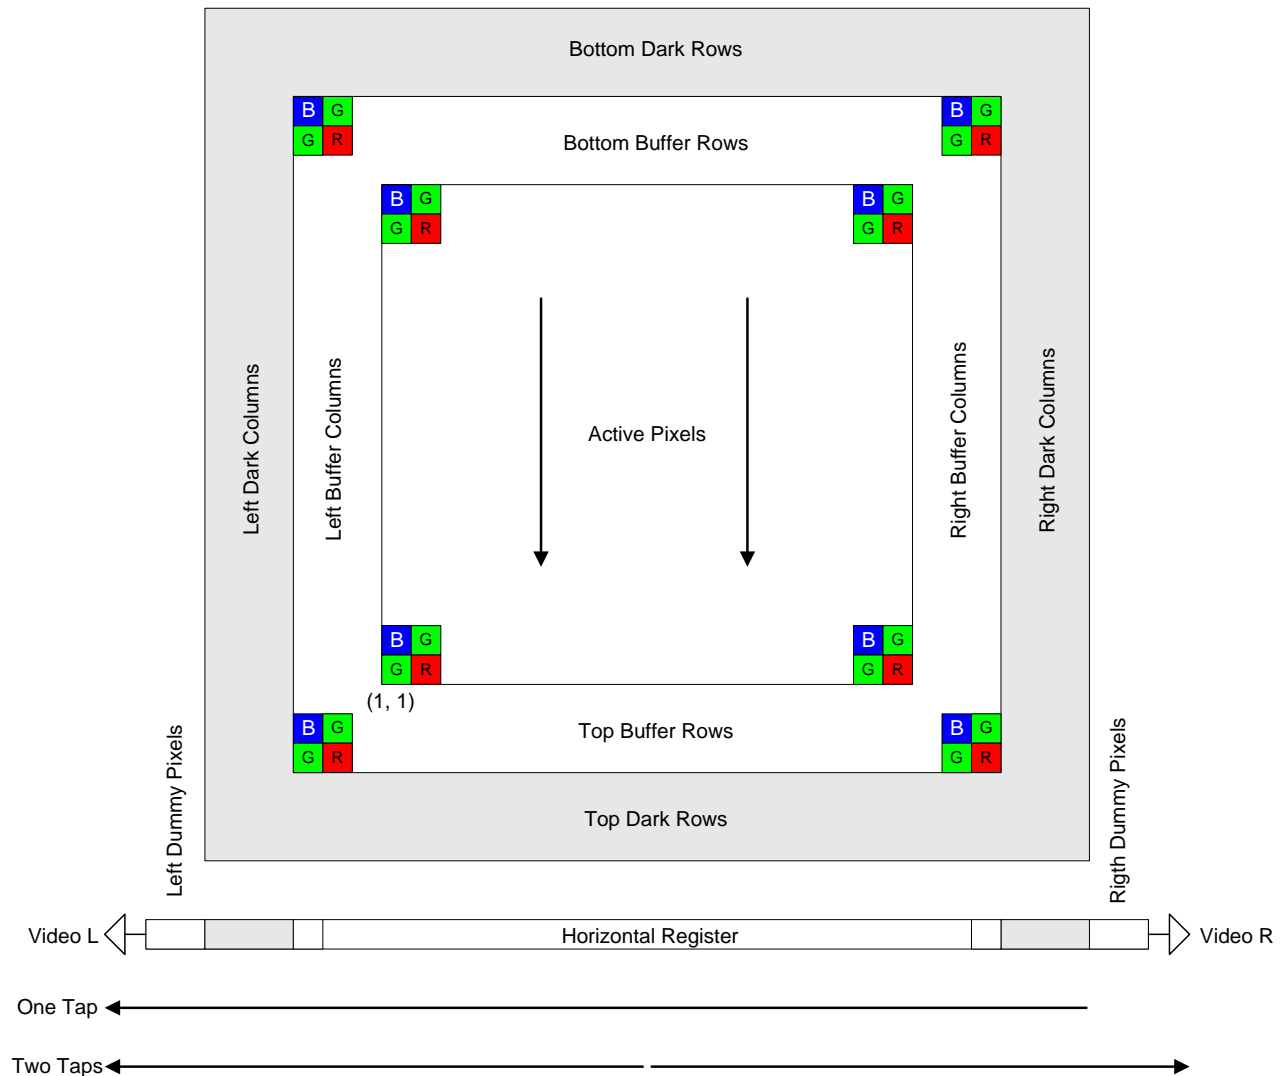 Bottom Dark Rows
B G B G
G R G R
Bottom Buffer Rows
B G B G
G R G R
Left Dark Columns
Left Buffer Columns
Active Pixels
Right Buffer Columns
Right Dark Columns
B G B G
G R G R
(1, 1)
B G B G
G R G R
Top Buffer Rows
Left Dummy Pixels
Top Dark Rows
Rigth Dummy Pixels
Video L
Horizontal Register
Video R
One Tap
Two Taps